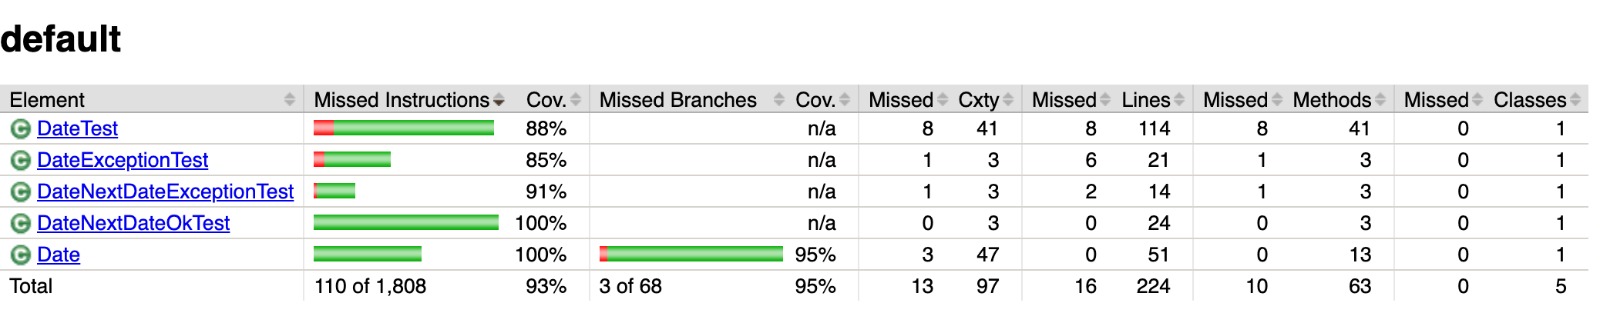 default
Element Missed Instructions Cov. Missed Branches Cov. Missed Cxty Missed Lines Missed Methods Missed Classes
C DateTest 88% n/a 8 41 8 114 8 41 0 1
C DateExceptionTest 85% n/a 1 3 6 21 1 3 0 1
C DateNextDateExceptionTest 91% n/a 1 3 2 14 1 3 0 1
C DateNextDateOkTest 100% n/a 0 3 0 24 0 3 0 1
C Date 100% 95% 3 47 0 51 0 13 0 1
Total 110 of 1,808 93% 3 of 68 95% 13 97 16 224 10 63 0 5